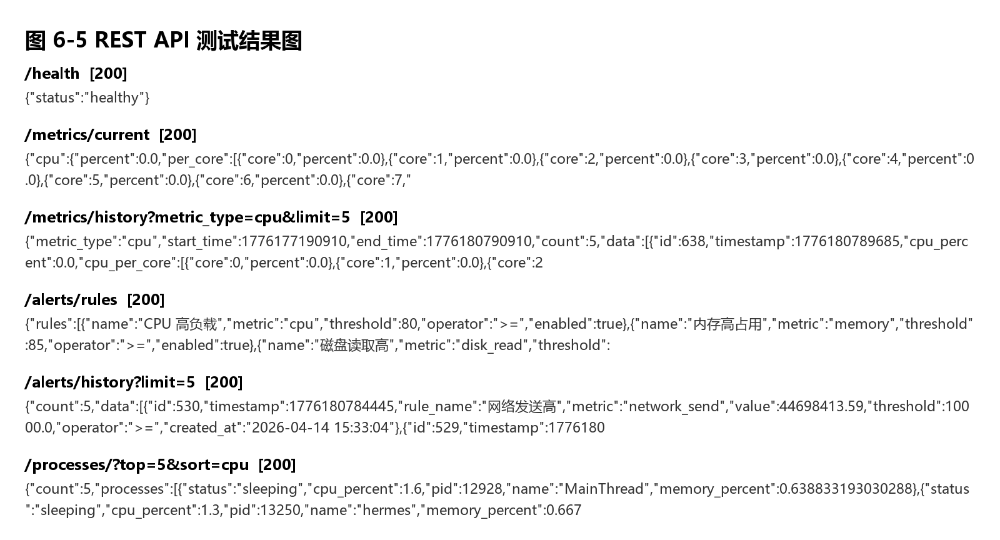 图 6-5 REST API 测试结果图
/health [200]
{"status":"healthy"}
/metrics/current [200]
{"cpu":{"percent":0.0,"per_core":[{"core":0,"percent":0.0},{"core":1,"percent":0.0},{"core":2,"percent":0.0},{"core":3,"percent":0.0},{"core":4,"percent":0
.0},{"core":5,"percent":0.0},{"core":6,"percent":0.0},{"core":7,"
/metrics/history?metric_type=cpu&limit=5 [200]
{"metric_type":"cpu","start_time":1776177190910,"end_time":1776180790910,"count":5,"data":[{"id":638,"timestamp":1776180789685,"cpu_perc
ent":0.0,"cpu_per_core":[{"core":0,"percent":0.0},{"core":1,"percent":0.0},{"core":2
/alerts/rules [200]
{"rules":[{"name":"CPU 高负载","metric":"cpu","threshold":80,"operator":">=","enabled":true},{"name":"内存高占用","metric":"memory","threshold"
:85,"operator":">=","enabled":true},{"name":"磁盘读取高","metric":"disk_read","threshold":
/alerts/history?limit=5 [200]
{"count":5,"data":[{"id":530,"timestamp":1776180784445,"rule_name":"网络发送高","metric":"network_send","value":44698413.59,"threshold":100
00.0,"operator":">=","created_at":"2026-04-14 15:33:04"},{"id":529,"timestamp":1776180
/processes/?top=5&sort=cpu [200]
{"count":5,"processes":[{"status":"sleeping","cpu_percent":1.6,"pid":12928,"name":"MainThread","memory_percent":0.638833193030288},{"status
":"sleeping","cpu_percent":1.3,"pid":13250,"name":"hermes","memory_percent":0.667